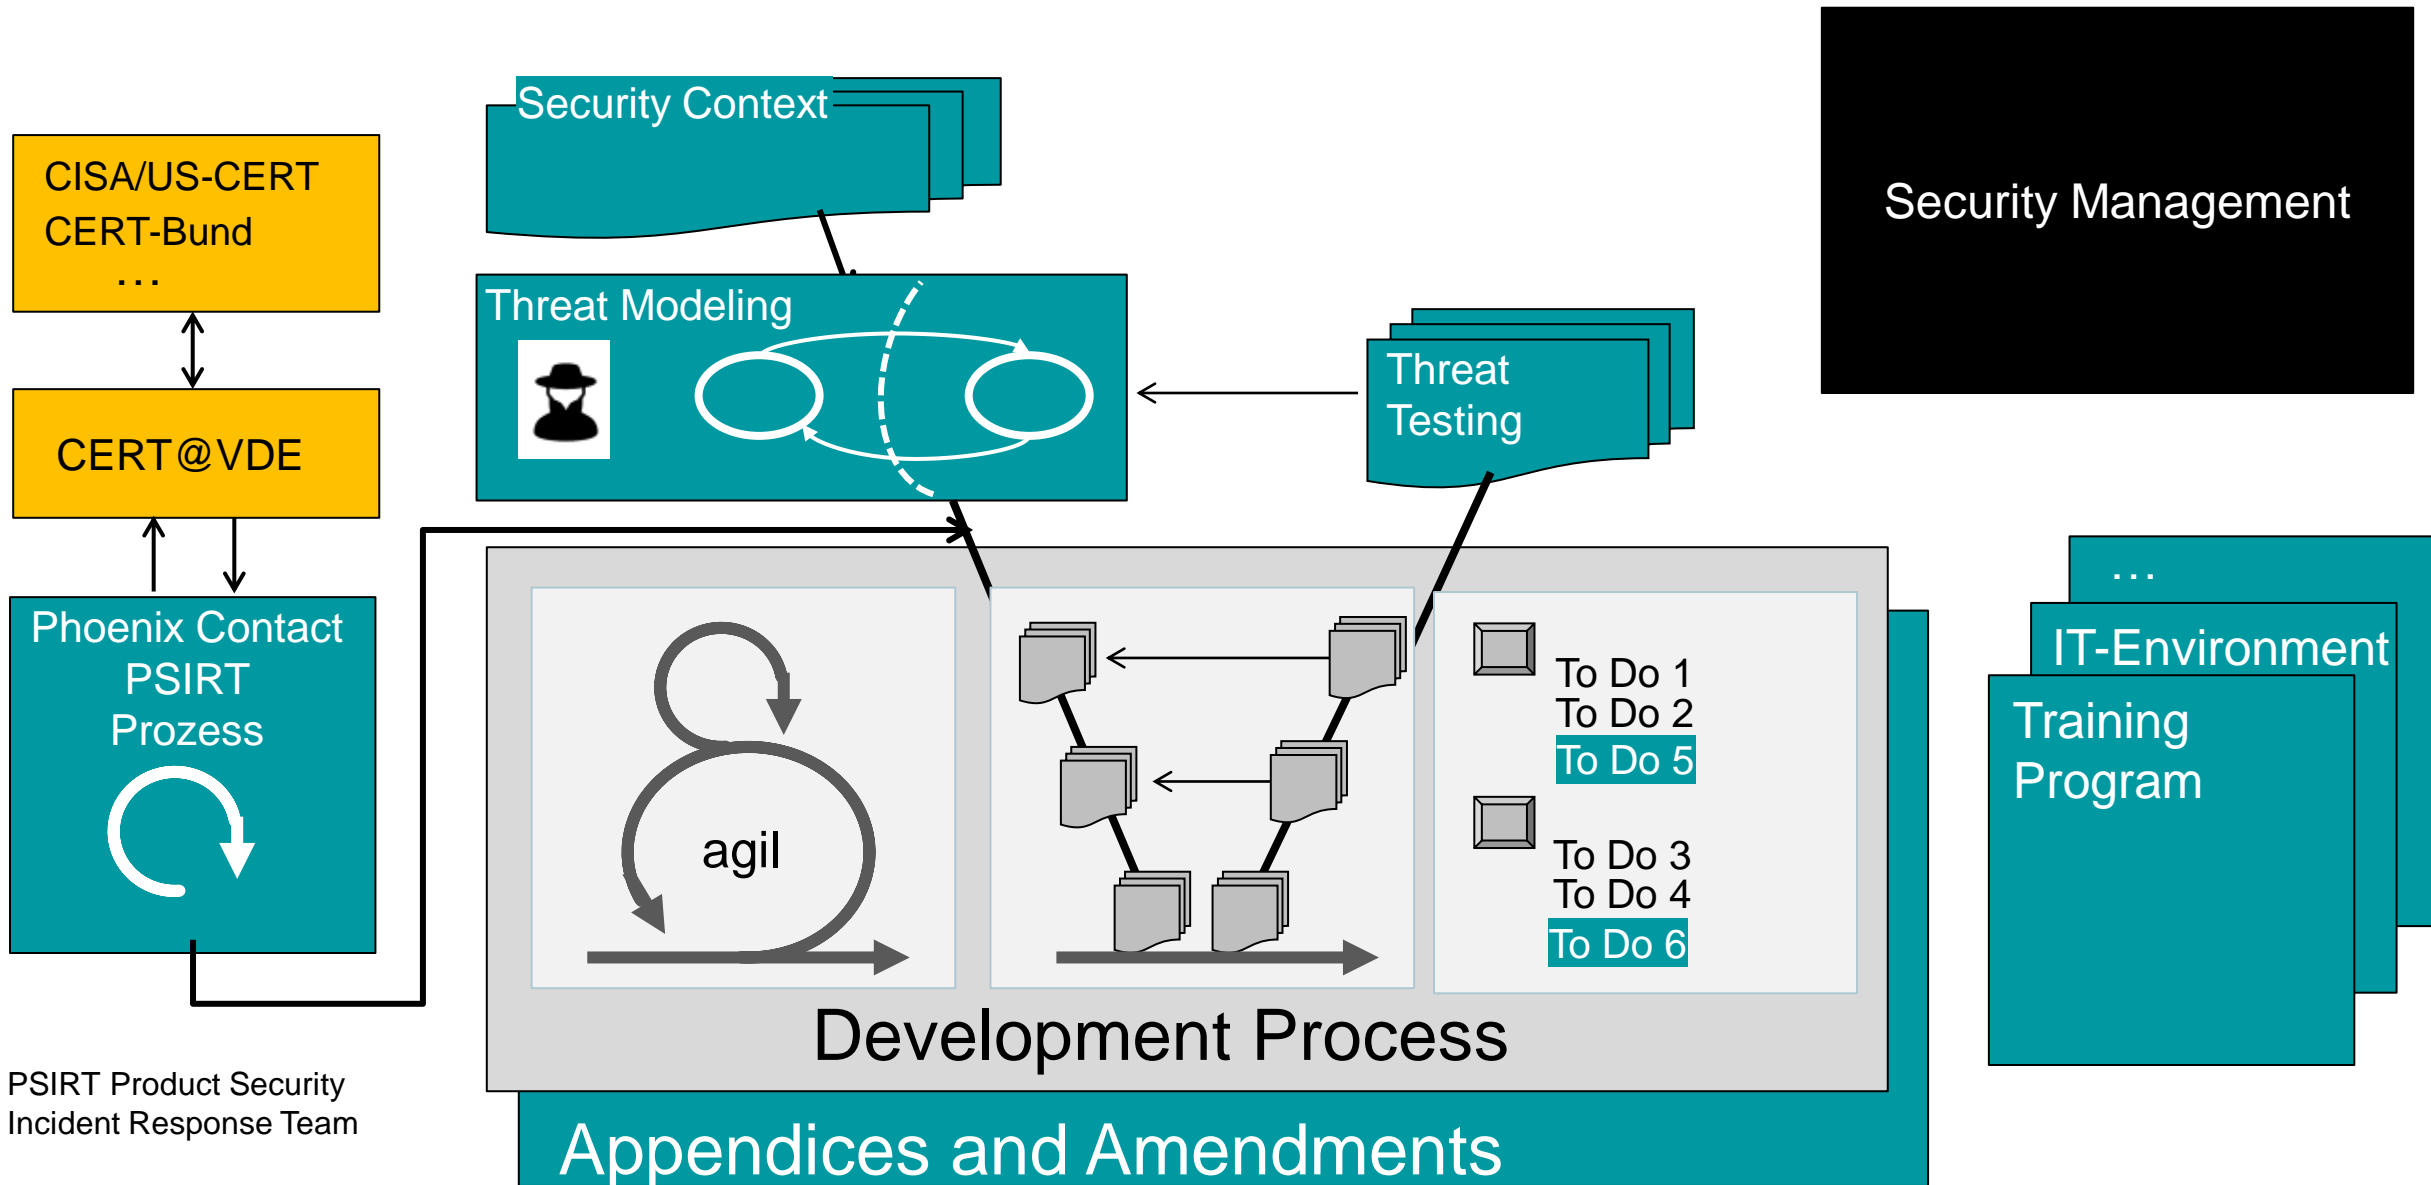 CISA/US-CERT
CERT-Bund
...
CERT@VDE
Phoenix Contact
PSIRT
Prozess
PSIRT Product Security
Incident Response Team
Security Context
Threat Modeling
Threat
Testing
agil
To Do 1
To Do 2
To Do 5
To Do 3
To Do 4
To Do 6
Development Process
Appendices and Amendments
Security Management
...
IT-Environment
Training
Program